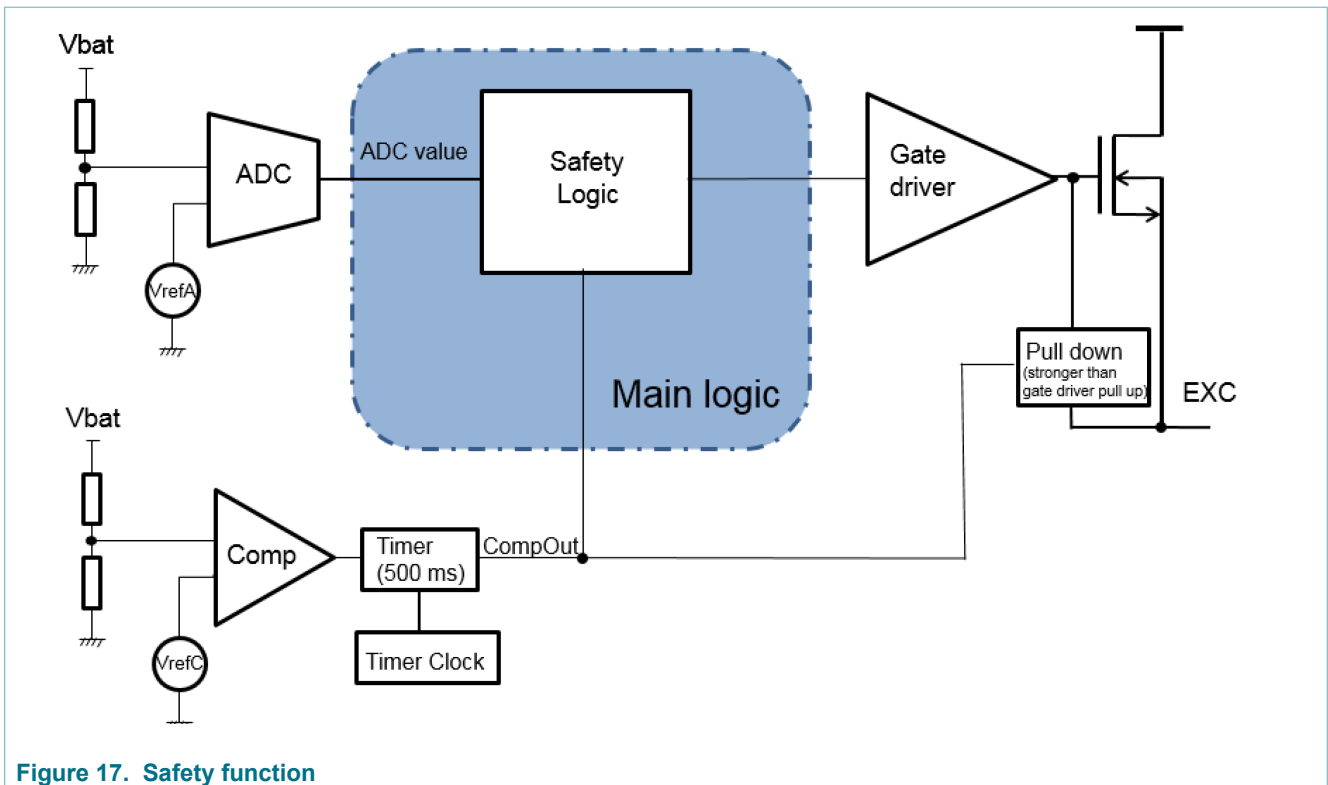 Vbat
ADC
VrefA
ADC value
Safety
Logic
Main logic
Gate
driver
Pull down
(stronger than
gate driver pull up)
EXC
Vbat
Comp
VrefC
Timer
(500 ms)
CompOut
Timer Clock
Figure 17. Safety function